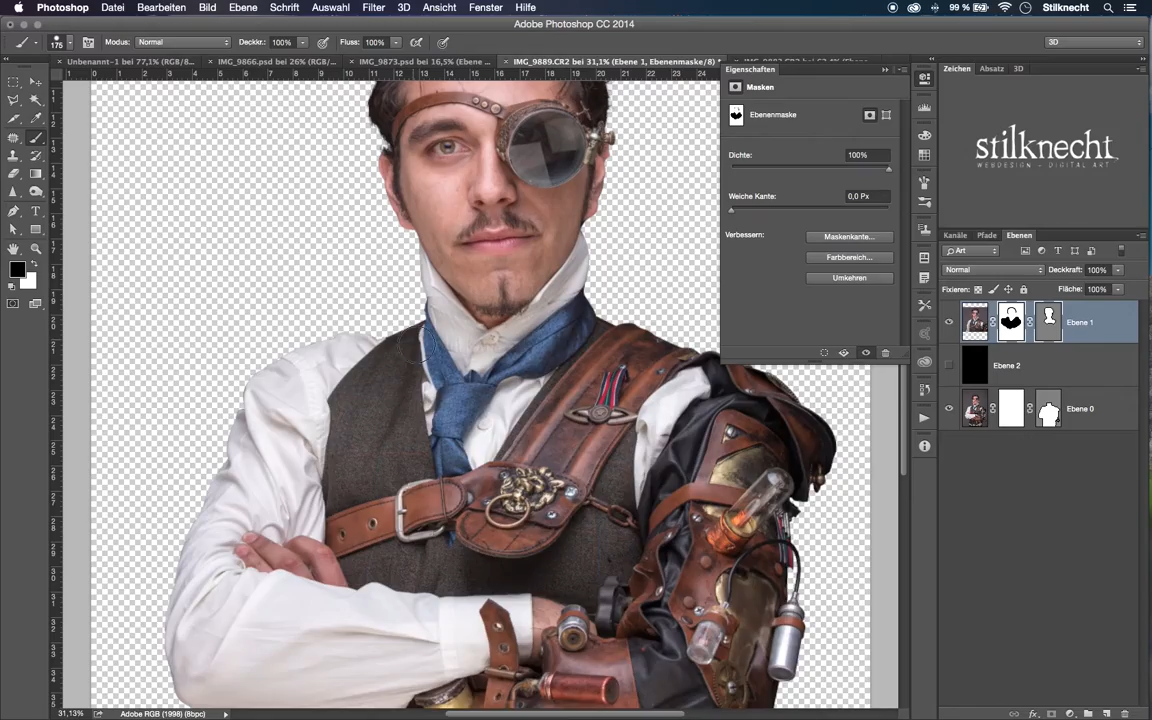 Photoshop Datei Bearbeiten Bild Ebene Schrift Auswahl Filter 3D Ansicht Fenster Hilfe 99 % Stilknecht
Adobe Photoshop CC 2014
175 Modus: Normal Deckkr.: 100% Fluss: 100% 3D
Unbenannt-1 bei 77,1% (RGB/8... × IMG_9866.psd bei 26% (RGB/... × IMG_9873.psd bei 16,5% (Ebene ... × IMG_9889.CR2 bei 31,1% (Ebene 1, Ebenenmaske/8) *
Eigenschaften
Masken
Ebenenmaske
Dichte: 100%
Weiche Kante: 0,0 Px
Verbessern: Maskenkante...
Farbbereich...
Umkehren
Zeichen Absatz 3D
stilknecht
WEBDESIGN - DIGITAL ART
Kanäle Pfade Ebenen
Art
Normal Deckkraft: 100%
Fixieren: Fläche: 100%
Ebene 1
Ebene 2
Ebene 0
31,13% Adobe RGB (1998) (8bpc)